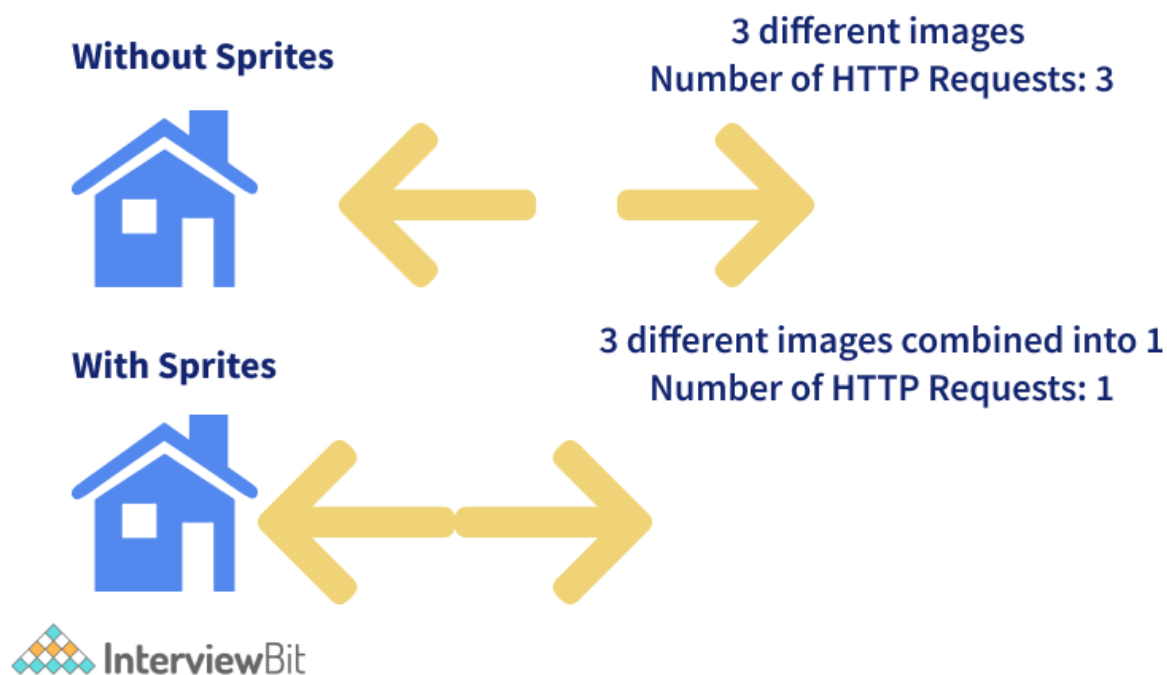 Without Sprites
3 different images
Number of HTTP Requests: 3
With Sprites
3 different images combined into 1
Number of HTTP Requests: 1
InterviewBit